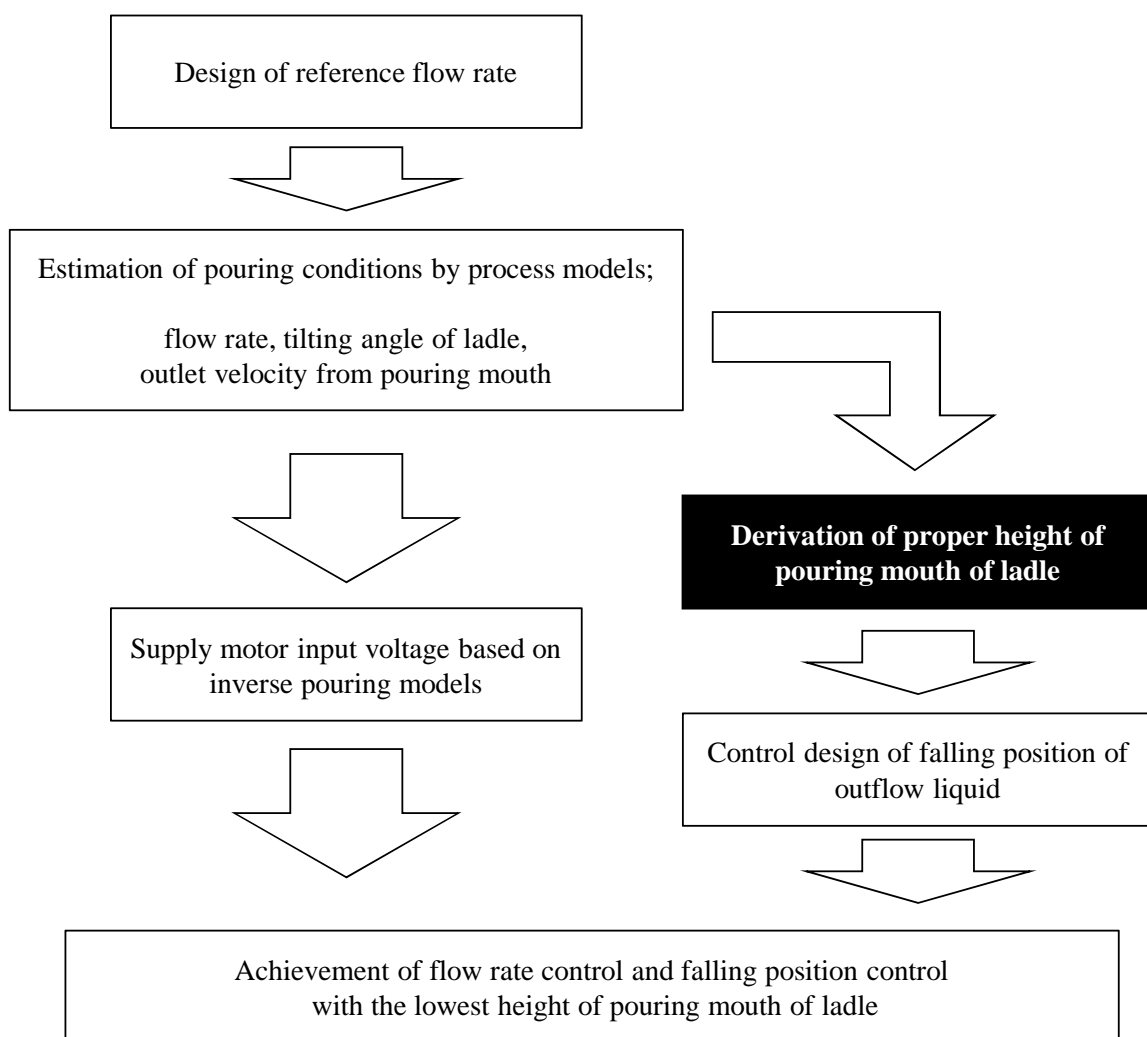 Design of reference flow rate
Estimation of pouring conditions by process models;
flow rate, tilting angle of ladle,
outlet velocity from pouring mouth
Derivation of proper height of
pouring mouth of ladle
Supply motor input voltage based on
inverse pouring models
Control design of falling position of
outflow liquid
Achievement of flow rate control and falling position control
with the lowest height of pouring mouth of ladle